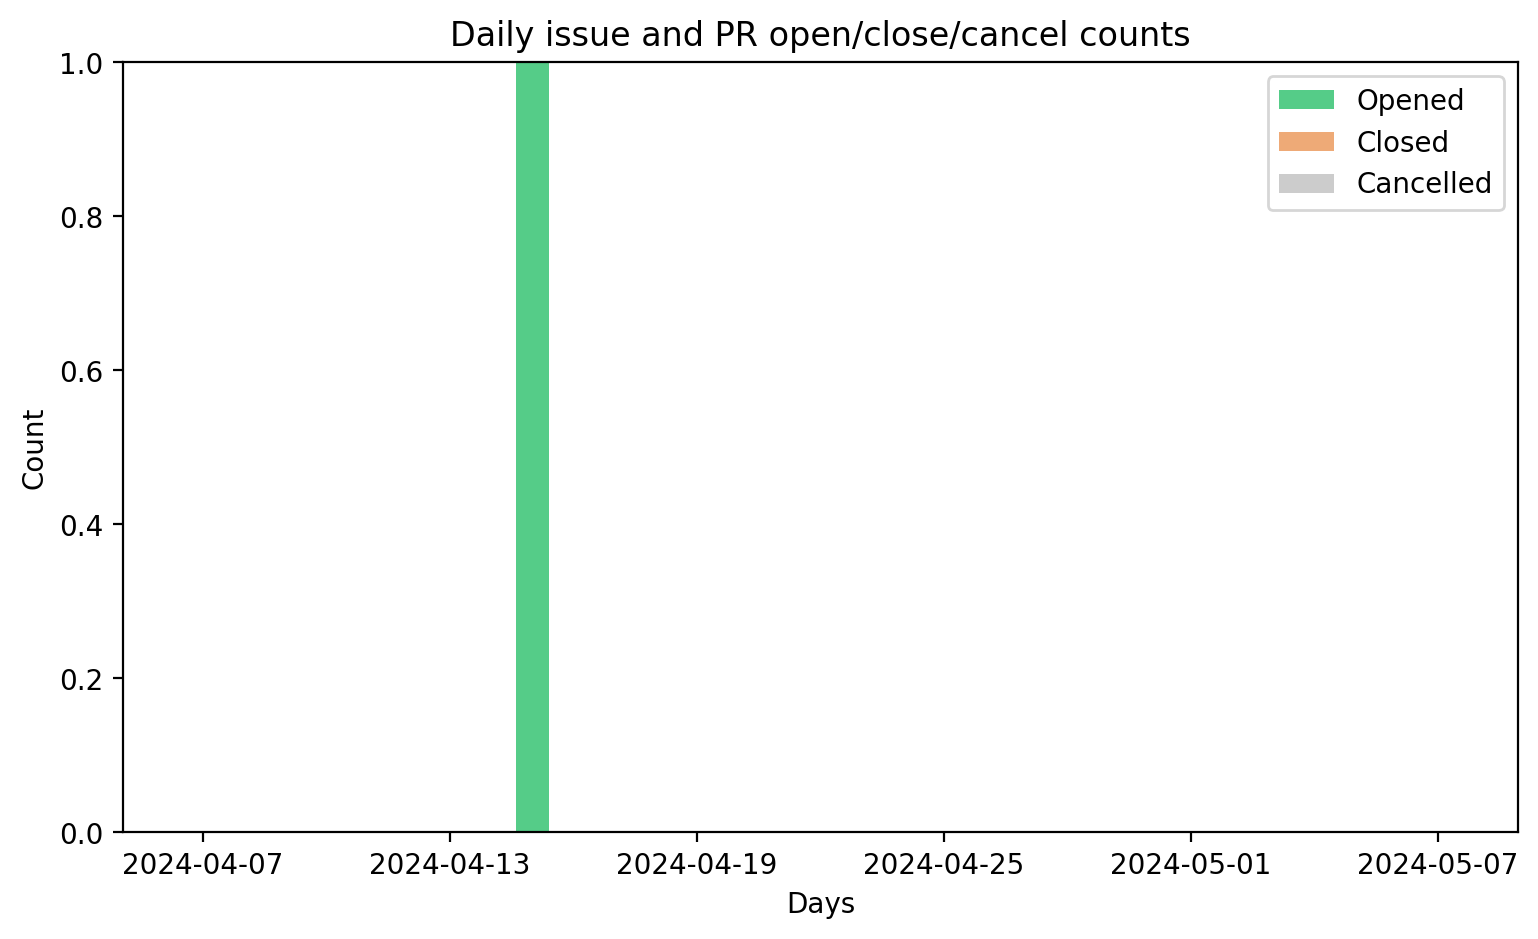 Daily issue and PR open/close/cancel counts
1.0
0.8
0.6
0.4
0.2
0.0
Count
Opened
Closed
Cancelled
2024-04-07 2024-04-13 2024-04-19 2024-04-25 2024-05-01 2024-05-07
Days